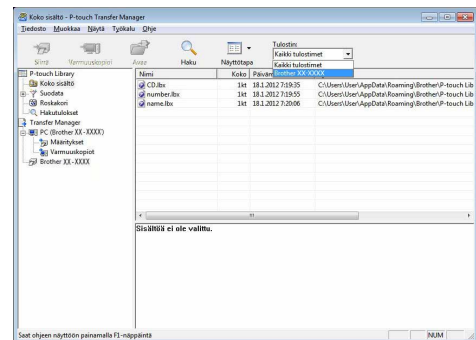 Koko sisältö - P-touch Transfer Manager
Tiedosto Muokkaa Näytä Työkalu Ohje
Siirrä Varmuuskopioi Avaa Haku Näyttötapa
Tulostin:
Kaikki tulostimet
Kaikki tulostimet
Brother XX-XXXX
P-touch Library
Koko sisältö
Suodata
Roskakori
Hakutulokset
Transfer Manager
PC (Brother XX-XXXX)
Määritykset
Varmuuskopiot
Brother XX-XXXX
Nimi Koko
CD.lbx 1kt 18.1.2012 7:19:35 C:\Users\User\AppData\Roaming\Brother\P-touch Lib
number.lbx 1kt 18.1.2012 7:19:55 C:\Users\User\AppData\Roaming\Brother\P-touch Lib
name.lbx 1kt 18.1.2012 7:20:06 C:\Users\User\AppData\Roaming\Brother\P-touch Lib
Sisältöä ei ole valittu.
Saat ohjeen näyttöön painamalla F1-näppäintä
NUM